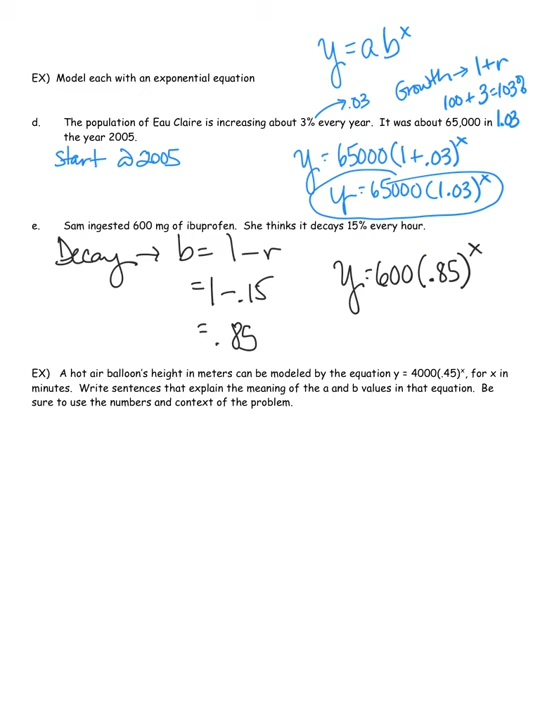 y = ab^x
EX) Model each with an exponential equation
Growth → 1+r
100 + 3 = 103%
→ .03
d. The population of Eau Claire is increasing about 3% every year. It was about 65,000 in
1.03
the year 2005.
Start @ 2005
y = 65000(1+.03)^x
y = 65000(1.03)^x
e. Sam ingested 600 mg of ibuprofen. She thinks it decays 15% every hour.
Decay → b = 1 - r
= 1 - .15
= .85
y = 600(.85)^x
EX) A hot air balloon's height in meters can be modeled by the equation y = 4000(.45)^x, for x in
minutes. Write sentences that explain the meaning of the a and b values in that equation. Be
sure to use the numbers and context of the problem.